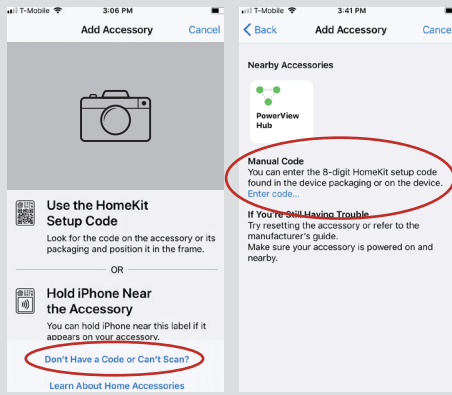 T-Mobile 3:06 PM
Add Accessory Cancel
Use the HomeKit
Setup Code
Look for the code on the accessory or its
packaging and position it in the frame.
OR
Hold iPhone Near
the Accessory
You can hold iPhone near this label if it
appears on your accessory.
Don't Have a Code or Can't Scan?
Learn About Home Accessories
T-Mobile 3:41 PM
Back Add Accessory Cance
Nearby Accessories
PowerView
Hub
Manual Code
You can enter the 8-digit HomeKit setup code
found in the device packaging or on the device.
Enter code...
If You're Still Having Trouble
Try resetting the accessory or refer to the
manufacturer's guide.
Make sure your accessory is powered on and
nearby.